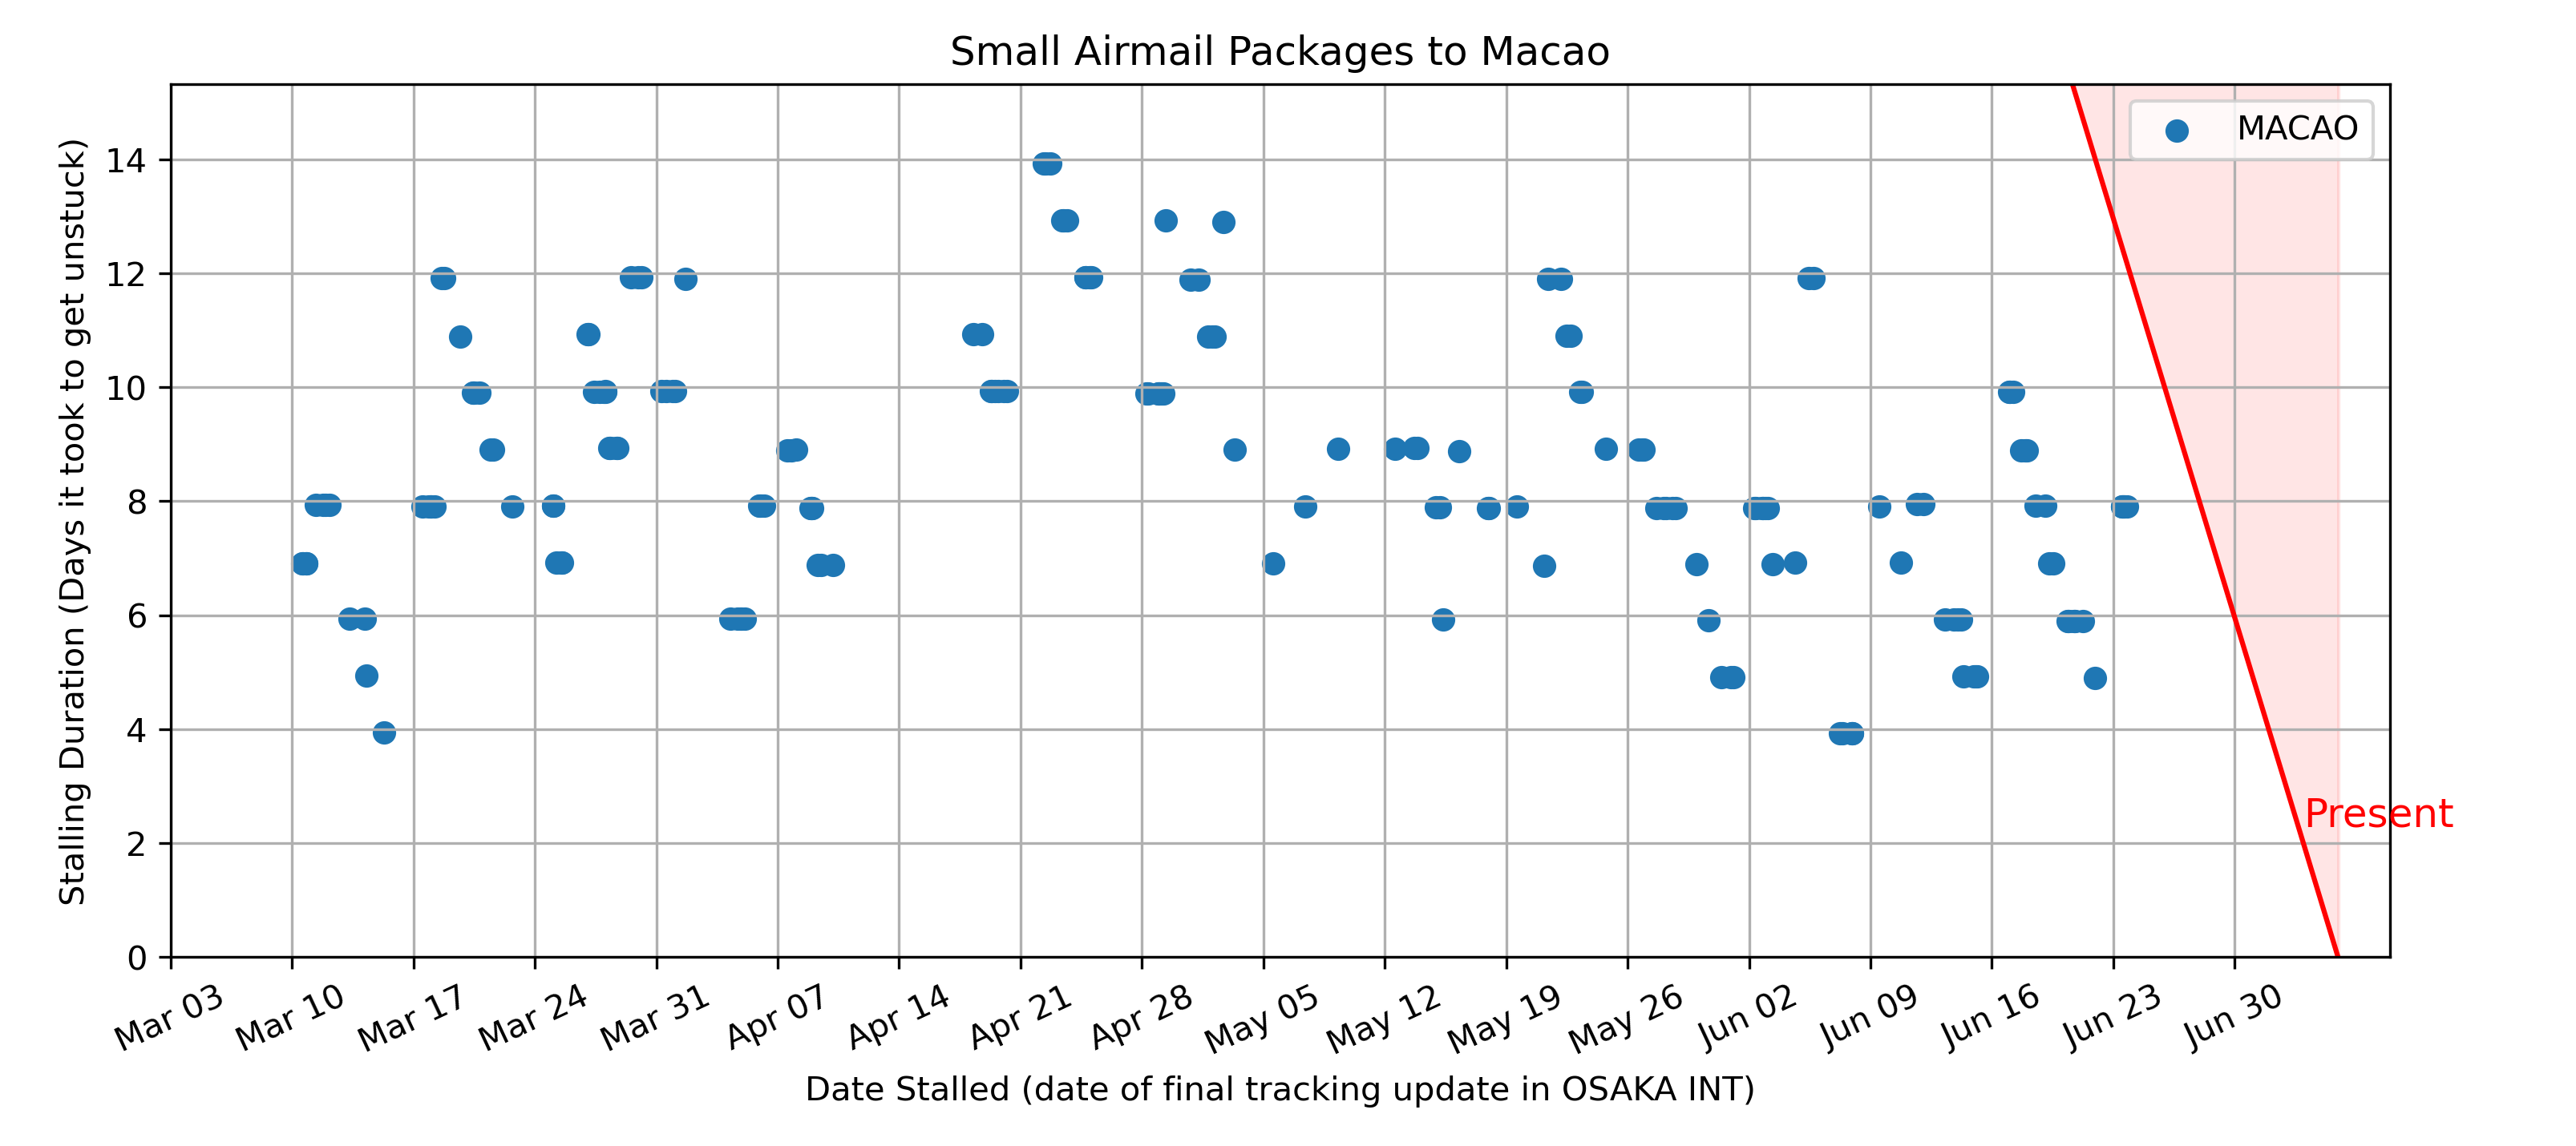 Small Airmail Packages to Macao
MACAO
Stalling Duration (Days it took to get unstuck)
14
12
10
8
6
4
2
0
Present
Mar 03
Mar 10
Mar 17
Mar 24
Mar 31
Apr 07
Apr 14
Apr 21
Apr 28
May 05
May 12
May 19
May 26
Jun 02
Jun 09
Jun 16
Jun 23
Jun 30
Date Stalled (date of final tracking update in OSAKA INT)